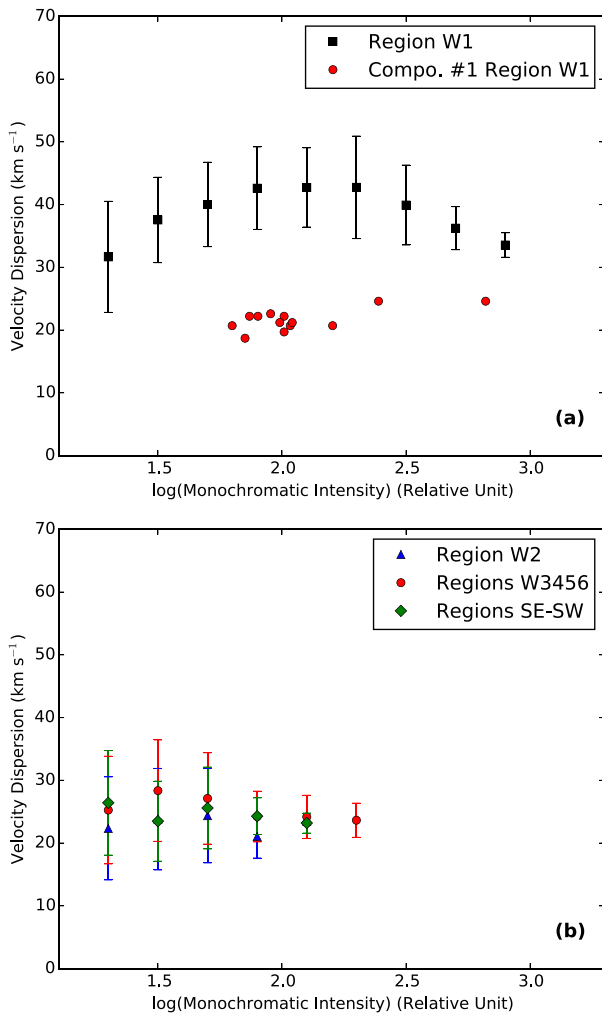 70
60
50
40
30
20
10
0
Velocity Dispersion (km s⁻¹)
Region W1
Compo. #1 Region W1
(a)
1.5 2.0 2.5 3.0
log(Monochromatic Intensity) (Relative Unit)
70
60
50
40
30
20
10
0
Velocity Dispersion (km s⁻¹)
Region W2
Regions W3456
Regions SE-SW
(b)
1.5 2.0 2.5 3.0
log(Monochromatic Intensity) (Relative Unit)